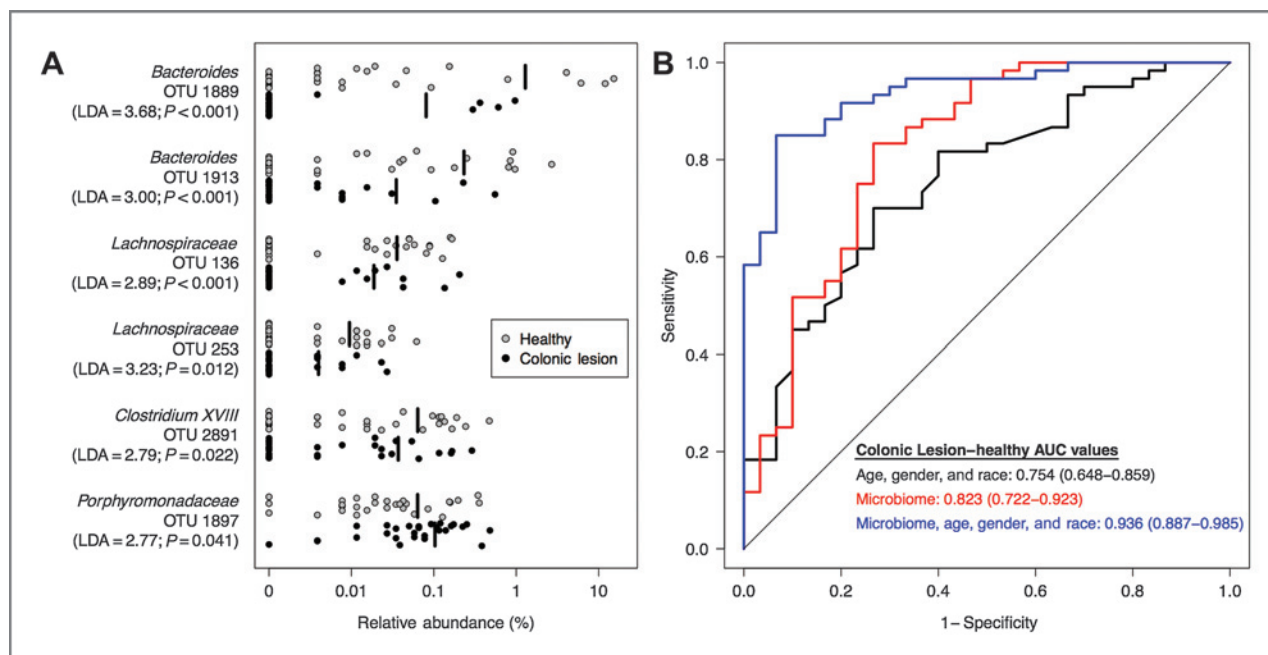 A
Bacteroides
OTU 1889
(LDA = 3.68; P < 0.001)
Bacteroides
OTU 1913
(LDA = 3.00; P < 0.001)
Lachnospiraceae
OTU 136
(LDA = 2.89; P < 0.001)
Lachnospiraceae
OTU 253
(LDA = 3.23; P = 0.012)
Clostridium XVIII
OTU 2891
(LDA = 2.79; P = 0.022)
Porphyromonadaceae
OTU 1897
(LDA = 2.77; P = 0.041)
Healthy
Colonic lesion
0 0.01 0.1 1 10
Relative abundance (%)
B
1.0
0.8
0.6
0.4
0.2
0.0
Sensitivity
Colonic Lesion–healthy AUC values
Age, gender, and race: 0.754 (0.648–0.859)
Microbiome: 0.823 (0.722–0.923)
Microbiome, age, gender, and race: 0.936 (0.887–0.985)
0.0 0.2 0.4 0.6 0.8 1.0
1– Specificity